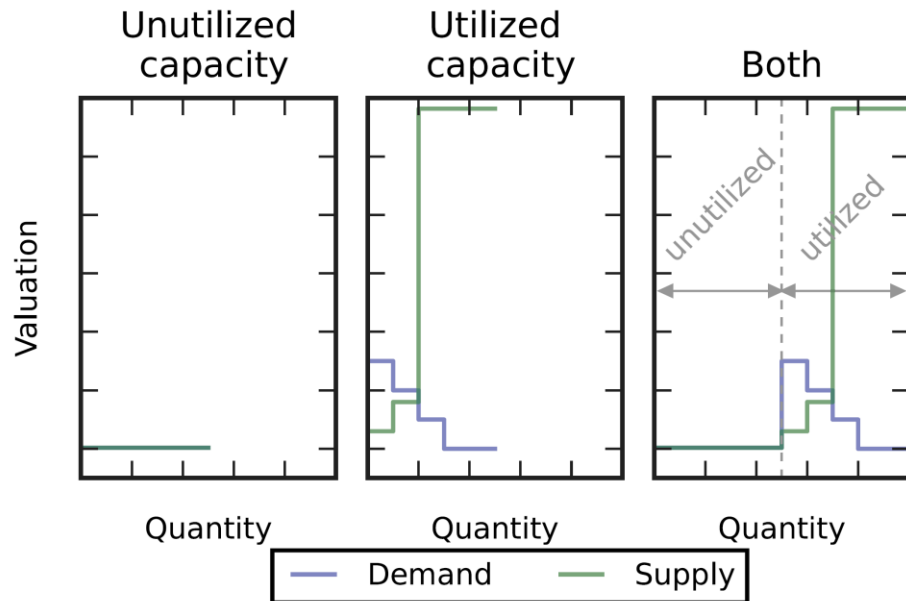 Unutilized
capacity
Utilized
capacity
Both
Valuation
unutilized
utilized
Quantity
Quantity
Quantity
Demand
Supply